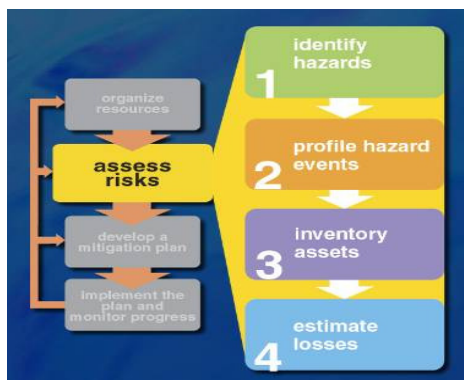 organize
resources
assess
risks
develop a
mitigation plan
Implement the
plan and
monitor progress
1
identify
hazards
2
profile hazard
events
3
inventory
assets
4
estimate
losses